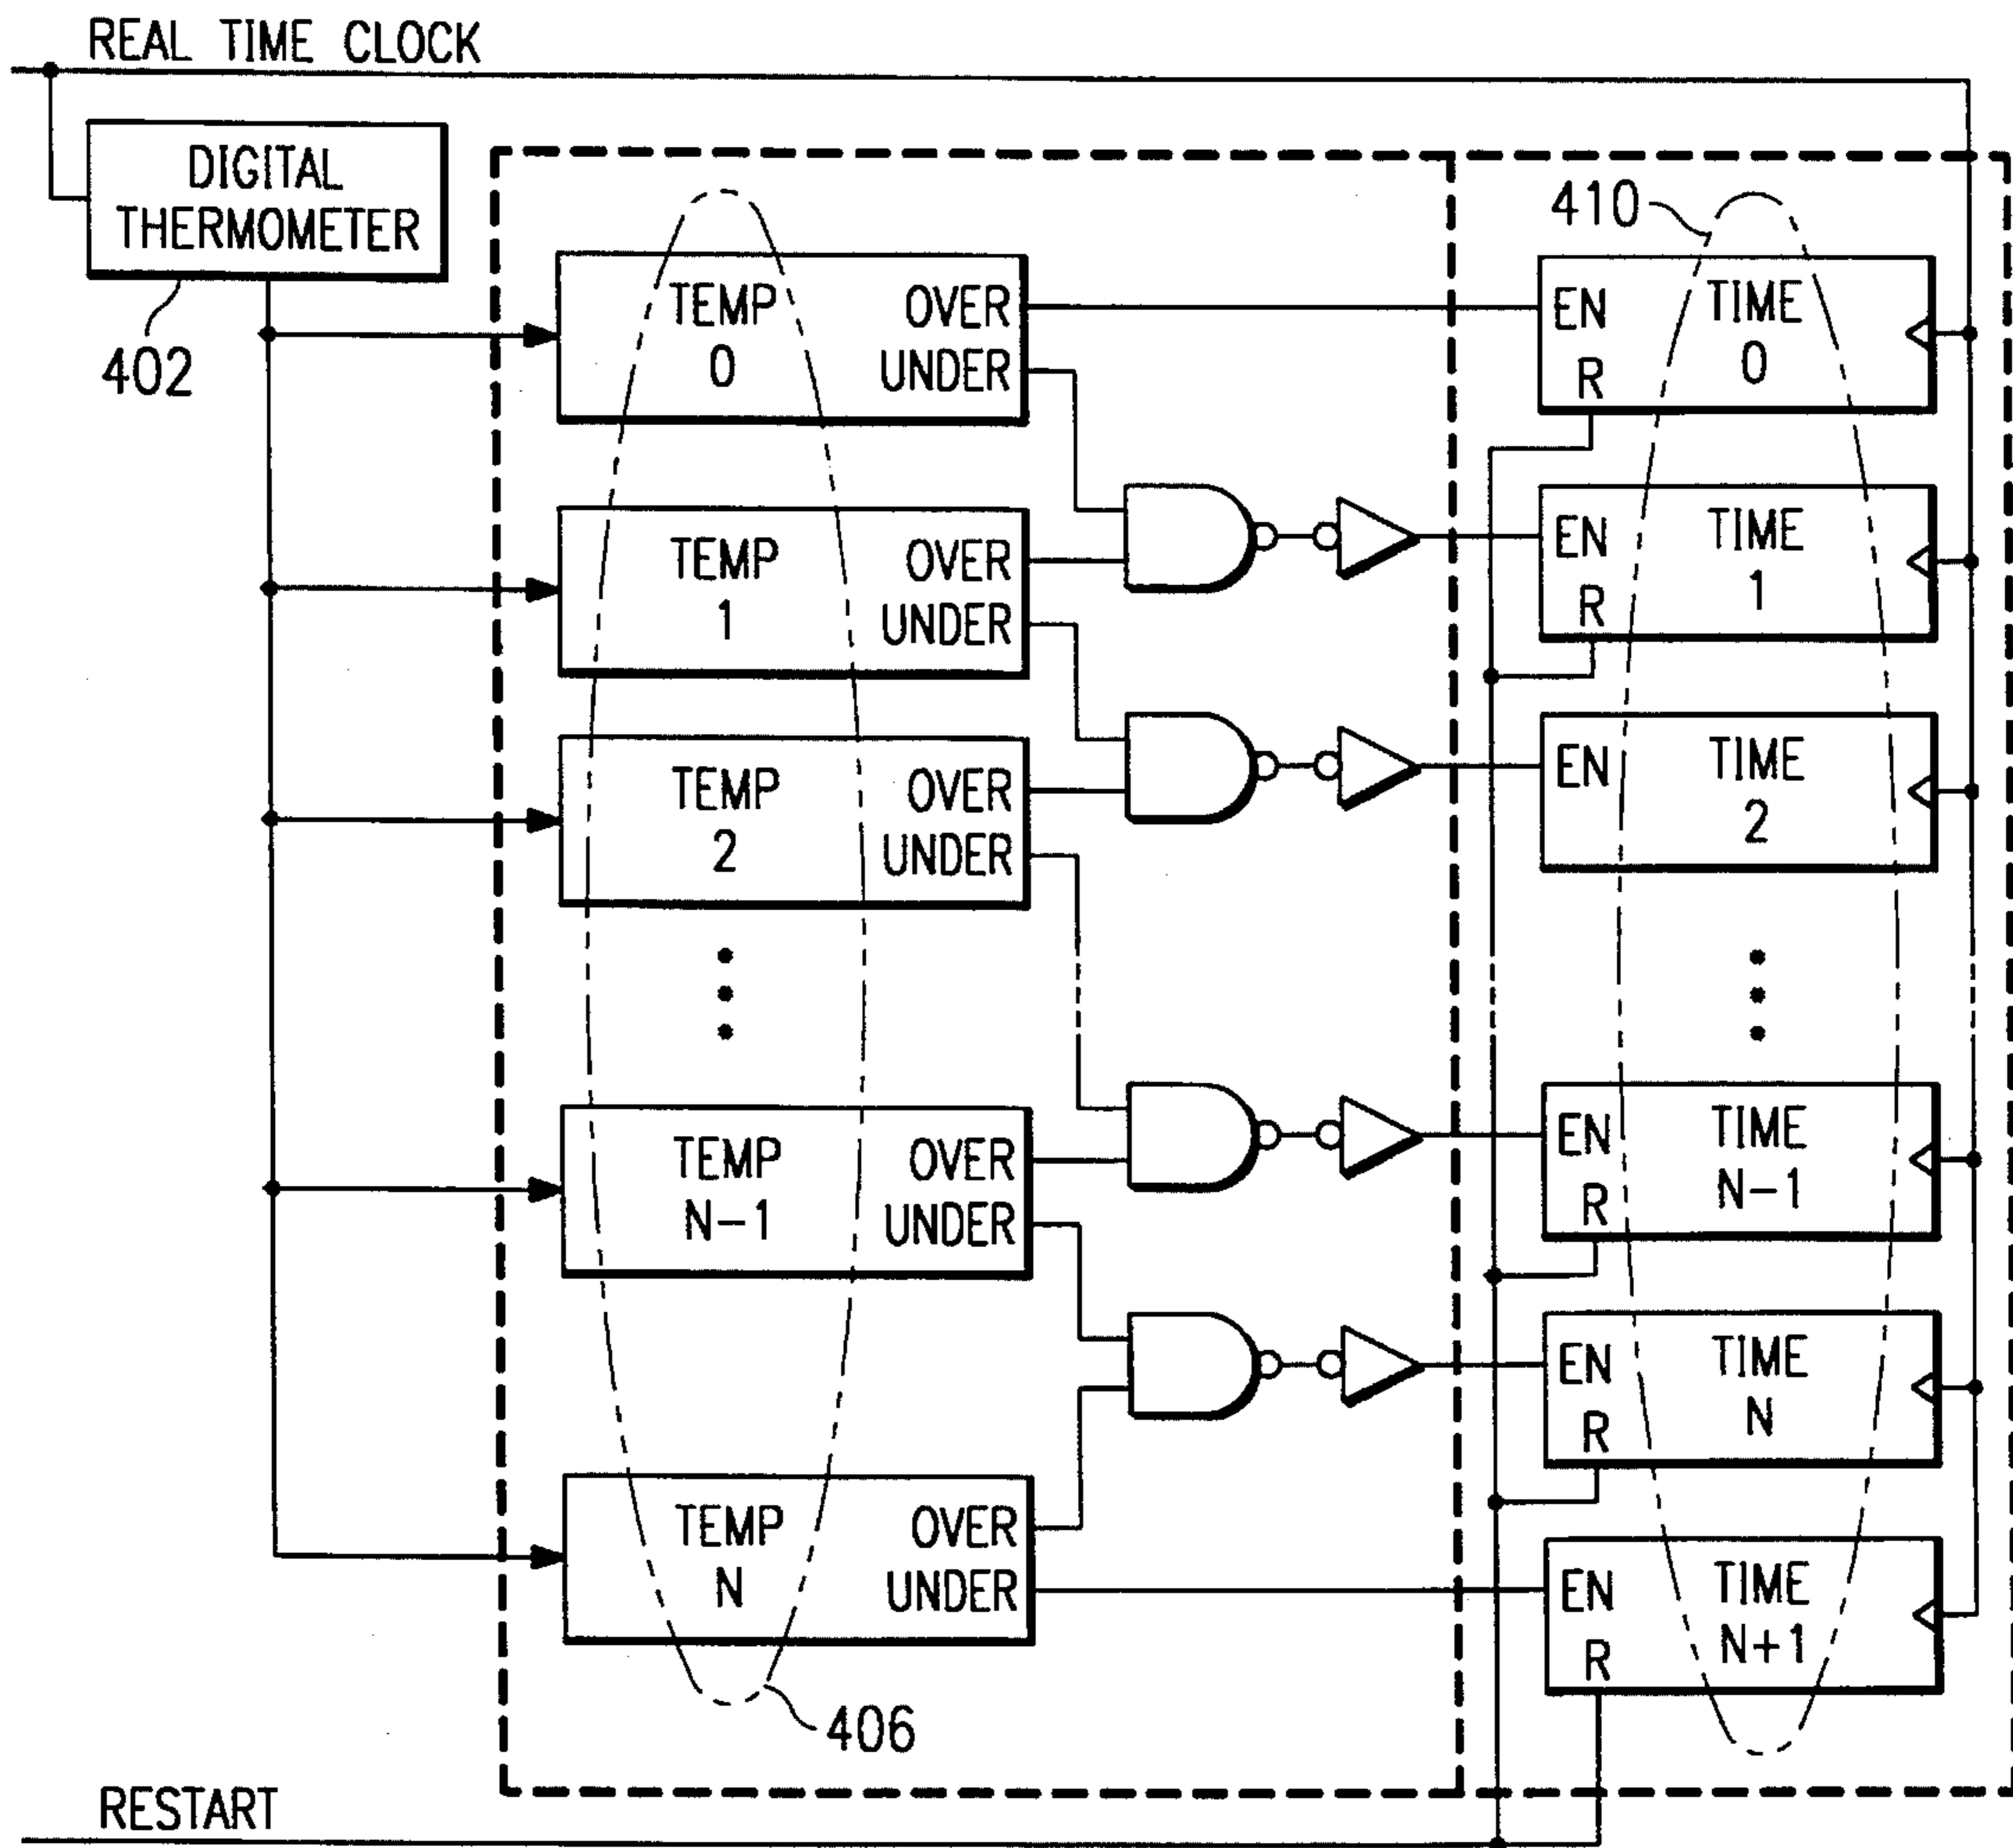 REAL TIME CLOCK
DIGITAL
THERMOMETER
402
TEMP
0
OVER
UNDER
410
EN
R
TIME
0
TEMP
1
OVER
UNDER
EN
R
TIME
1
TEMP
2
OVER
UNDER
EN
TIME
2
TEMP
N-1
OVER
UNDER
EN
R
TIME
N-1
EN
R
TIME
N
TEMP
N
OVER
UNDER
EN
R
TIME
N+1
406
RESTART